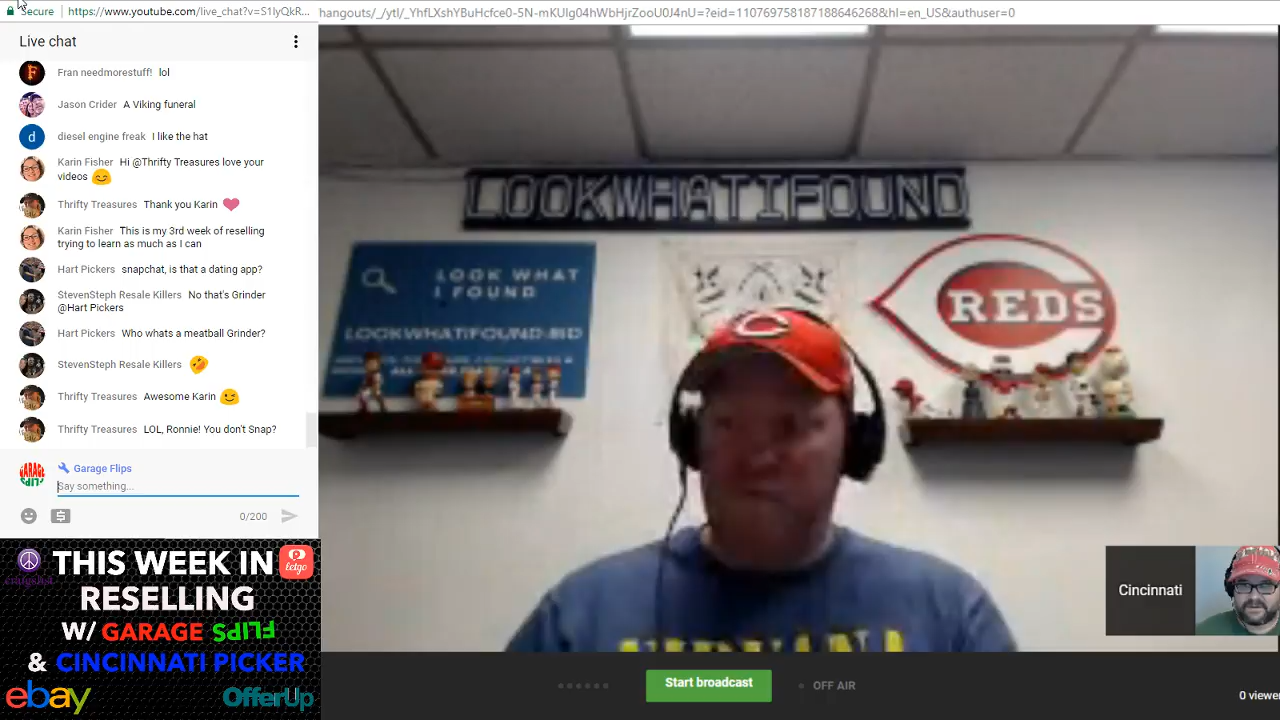 Secure
https://www.youtube.com/live_chat?v=S1lyQkR...
hangouts/_/ytl/_YhfLXshYBuHcfce0-5N-mKUlg04hWbHjrZooU0J4nU=?eid=110769758187188646268&hl=en_US&authuser=0
Live chat
Fran needmorestuff! lol
Jason Crider A Viking funeral
diesel engine freak I like the hat
Karin Fisher Hi @Thrifty Treasures love your
videos
Thrifty Treasures Thank you Karin
Karin Fisher This is my 3rd week of reselling
trying to learn as much as I can
Hart Pickers snapchat, is that a dating app?
StevenSteph Resale Killers No that's Grinder
@Hart Pickers
Hart Pickers Who whats a meatball Grinder?
StevenSteph Resale Killers
Thrifty Treasures Awesome Karin
Thrifty Treasures LOL, Ronnie! You don't Snap?
GARAGE FLIPS
Garage Flips
Say something...
0/200
craigslist
THIS WEEK IN
letgo
RESELLING
W/ GARAGE FLIPS
& CINCINNATI PICKER
ebay
OfferUp
LOOKWHATIFOUND
LOOK WHAT
I FOUND
LOOKWHATIFOUND.BID
REDS
Cincinnati
Start broadcast
OFF AIR
0 viewer